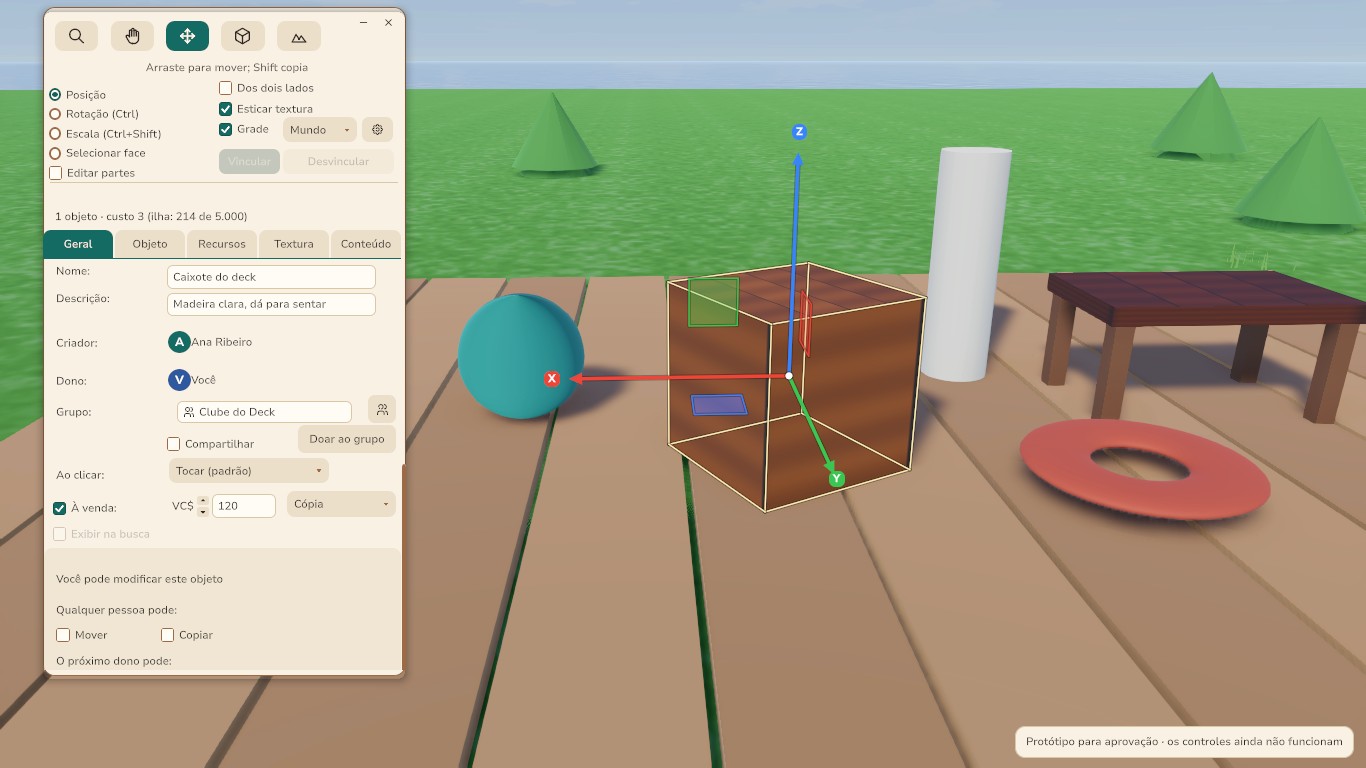 Arraste para mover; Shift copia
Posição
Dos dois lados
Rotação (Ctrl)
Esticar textura
Escala (Ctrl+Shift)
Grade
Mundo
Selecionar face
Vincular
Desvincular
Editar partes
1 objeto · custo 3 (ilha: 214 de 5.000)
Geral
Objeto
Recursos
Textura
Conteúdo
Nome:
Caixote do deck
Descrição:
Madeira clara, dá para sentar
Criador:
A
Ana Ribeiro
Dono:
V
Você
Grupo:
Clube do Deck
Compartilhar
Doar ao grupo
Ao clicar:
Tocar (padrão)
À venda:
VC$
120
Cópia
Exibir na busca
Você pode modificar este objeto
Qualquer pessoa pode:
Mover
Copiar
O próximo dono pode:
Z
X
Y
Protótipo para aprovação · os controles ainda não funcionam